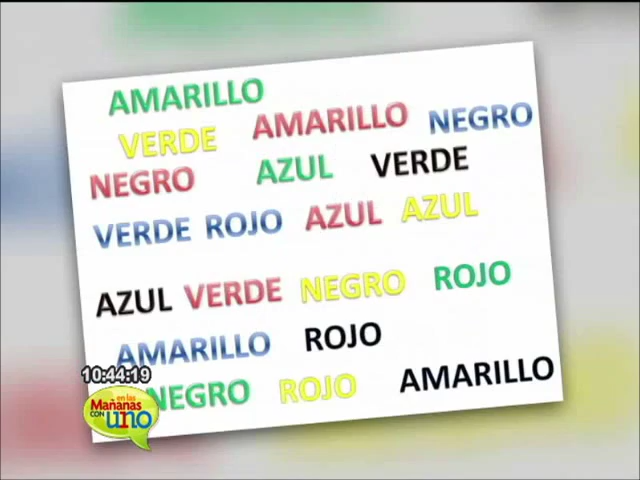 AMARILLO
VERDE AMARILLO NEGRO
NEGRO AZUL VERDE
VERDE ROJO AZUL AZUL
AZUL VERDE NEGRO ROJO
AMARILLO ROJO
NEGRO ROJO AMARILLO
10:44:19
en las
Mañanas
CON uno